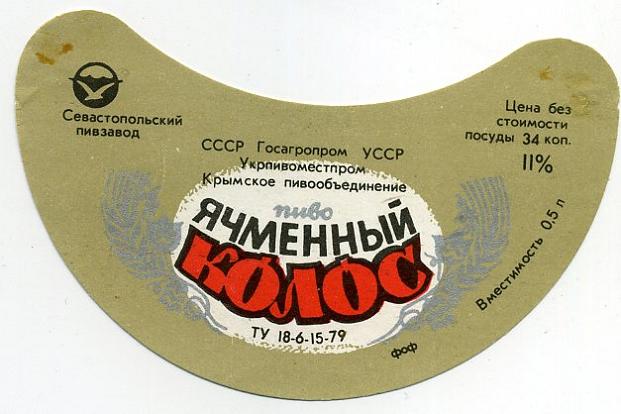 Севастопольский
пивзавод
СССР Госагропром УССР
Укрпивоместпром
Крымское пивообъединение
Цена без
стоимости
посуды 34 коп.
11%
пиво
ЯЧМЕННЫЙ
КОЛОС
ТУ 18-6-15-79
Вместимость 0,5 л
фоф